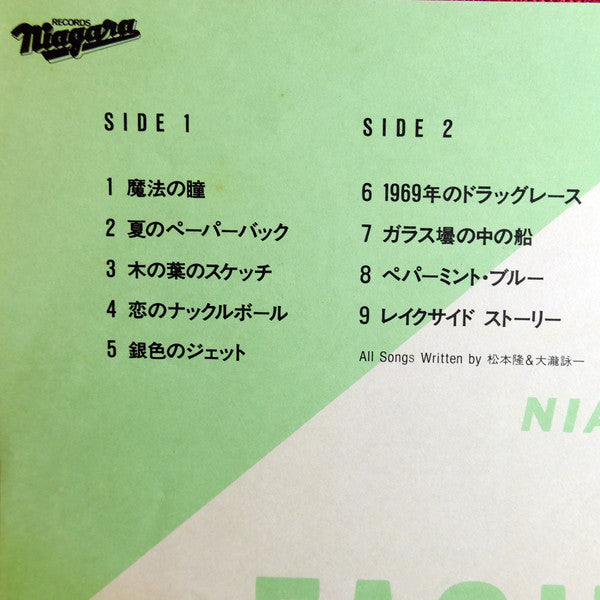 RECORDS
Niagara
SIDE 1
1 魔法の瞳
2 夏のペーパーバック
3 木の葉のスケッチ
4 恋のナックルボール
5 銀色のジェット
SIDE 2
6 1969年のドラッグレース
7 ガラス壜の中の船
8 ペパーミント・ブルー
9 レイクサイド ストーリー
All Songs Written by 松本隆&大瀧詠一
NIA